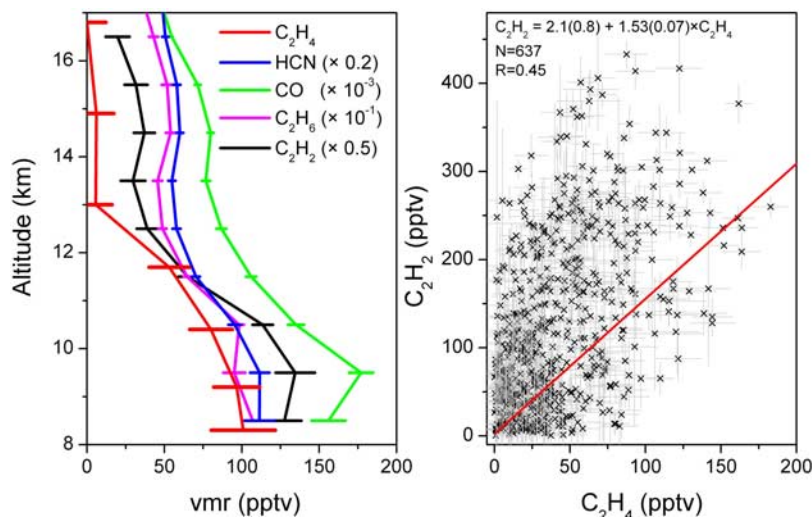 C₂H₄
HCN (× 0.2)
CO (× 10⁻³)
C₂H₆ (× 10⁻¹)
C₂H₂ (× 0.5)
16
14
12
10
8
Altitude (km)
0 50 100 150 200
vmr (pptv)
C₂H₂ = 2.1(0.8) + 1.53(0.07)×C₂H₄
N=637
R=0.45
400
300
200
100
0
C₂H₂ (pptv)
0 50 100 150 200
C₂H₄ (pptv)